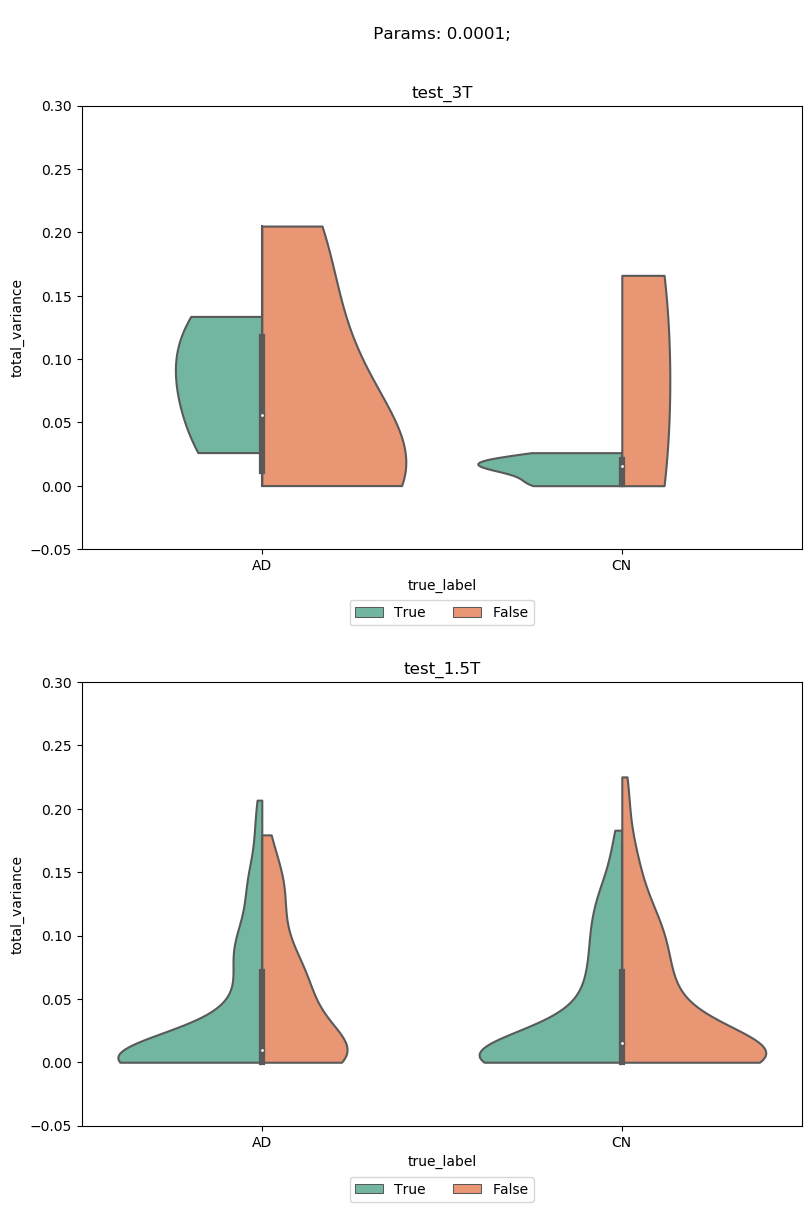 Params: 0.0001;
test_3T
0.30
0.25
0.20
0.15
0.10
0.05
0.00
−0.05
total_variance
AD CN
true_label
True False
test_1.5T
0.30
0.25
0.20
0.15
0.10
0.05
0.00
−0.05
total_variance
AD CN
true_label
True False